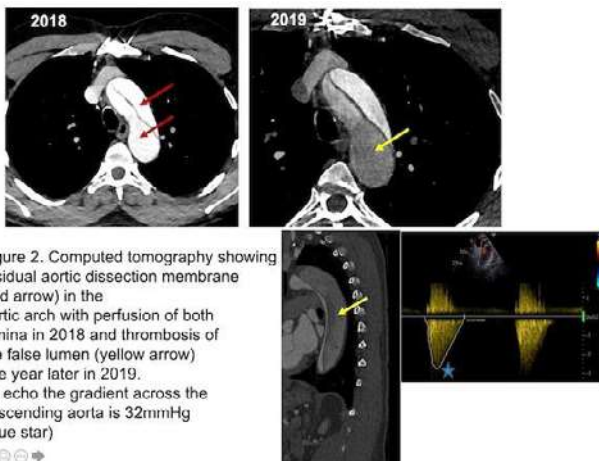 2018
2019
gure 2. Computed tomography showing
sidual aortic dissection membrane
d arrow) in the
rtic arch with perfusion of both
mina in 2018 and thrombosis of
e false lumen (yellow arrow)
e year later in 2019.
echo the gradient across the
scending aorta is 32mmHg
ue star)